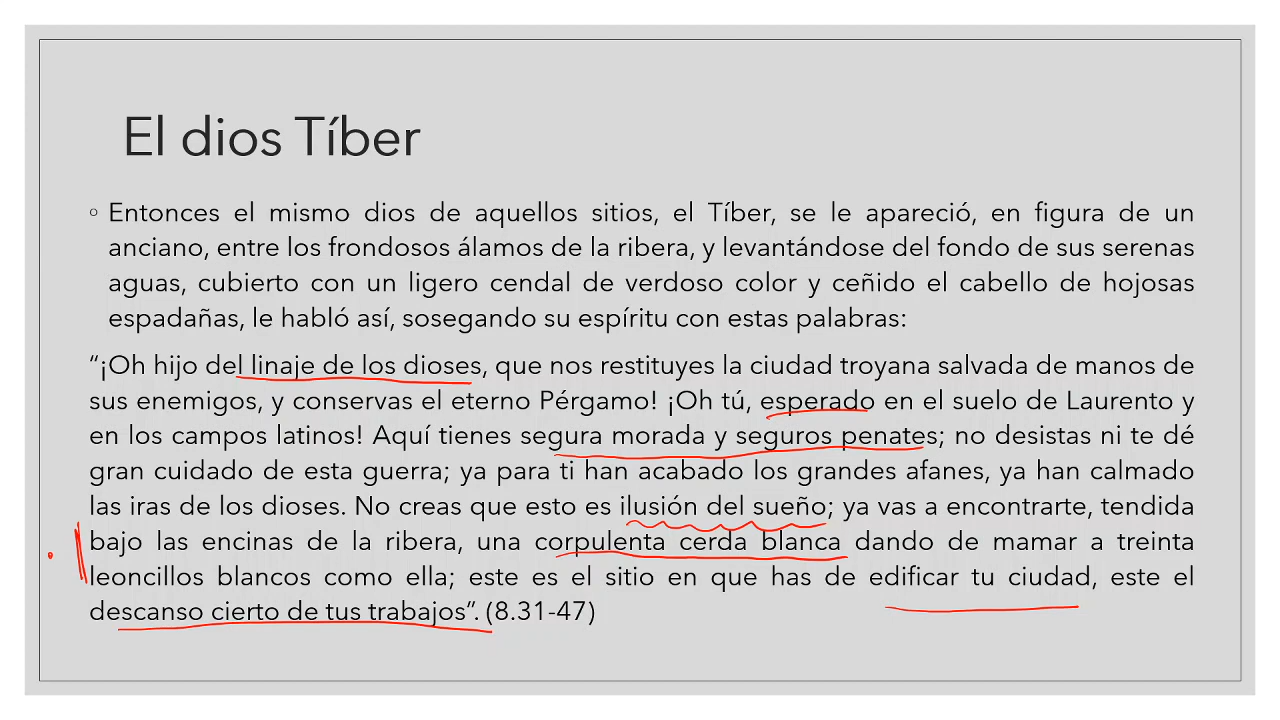 El dios Tíber
◦ Entonces el mismo dios de aquellos sitios, el Tíber, se le apareció, en figura de un
anciano, entre los frondosos álamos de la ribera, y levantándose del fondo de sus serenas
aguas, cubierto con un ligero cendal de verdoso color y ceñido el cabello de hojosas
espadañas, le habló así, sosegando su espíritu con estas palabras:
“¡Oh hijo del linaje de los dioses, que nos restituyes la ciudad troyana salvada de manos de
sus enemigos, y conservas el eterno Pérgamo! ¡Oh tú, esperado en el suelo de Laurento y
en los campos latinos! Aquí tienes segura morada y seguros penates; no desistas ni te dé
gran cuidado de esta guerra; ya para ti han acabado los grandes afanes, ya han calmado
las iras de los dioses. No creas que esto es ilusión del sueño; ya vas a encontrarte, tendida
bajo las encinas de la ribera, una corpulenta cerda blanca dando de mamar a treinta
leoncillos blancos como ella; este es el sitio en que has de edificar tu ciudad, este el
descanso cierto de tus trabajos”. (8.31-47)